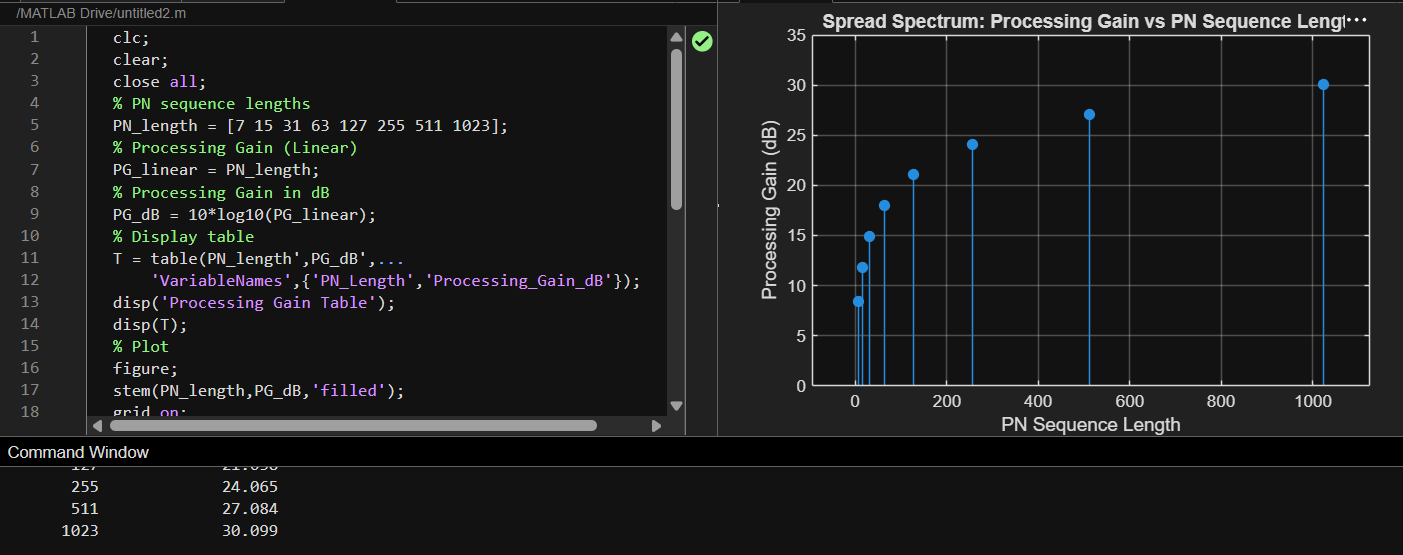 /MATLAB Drive/untitled2.m
1 clc;
2 clear;
3 close all;
4 % PN sequence lengths
5 PN_length = [7 15 31 63 127 255 511 1023];
6 % Processing Gain (Linear)
7 PG_linear = PN_length;
8 % Processing Gain in dB
9 PG_dB = 10*log10(PG_linear);
10 % Display table
11 T = table(PN_length',PG_dB',...
12 'VariableNames',{'PN_Length','Processing_Gain_dB'});
13 disp('Processing Gain Table');
14 disp(T);
15 % Plot
16 figure;
17 stem(PN_length,PG_dB,'filled');
18 grid on;
Spread Spectrum: Processing Gain vs PN Sequence Lengt
35
30
25
20
15
10
5
0
Processing Gain (dB)
0 200 400 600 800 1000
PN Sequence Length
Command Window
127 21.038
255 24.065
511 27.084
1023 30.099